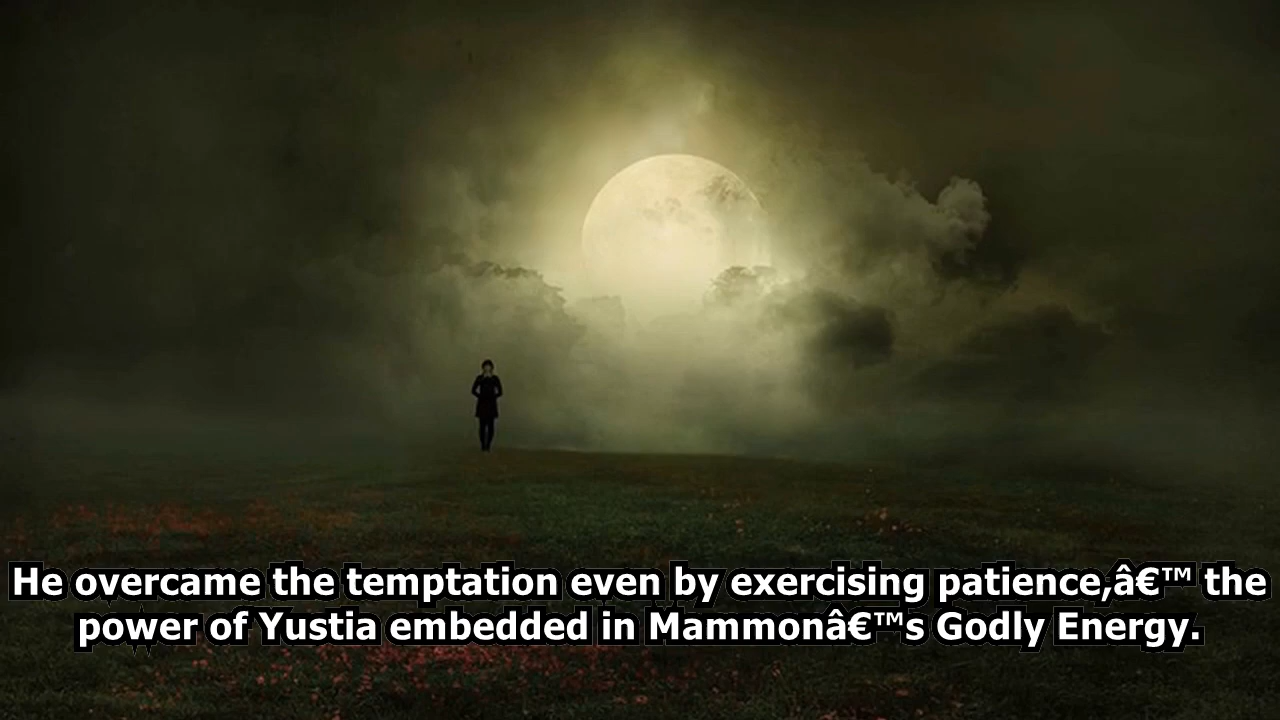 He overcame the temptation even by exercising patience,â€™ the
power of Yustia embedded in Mammonâ€™s Godly Energy.